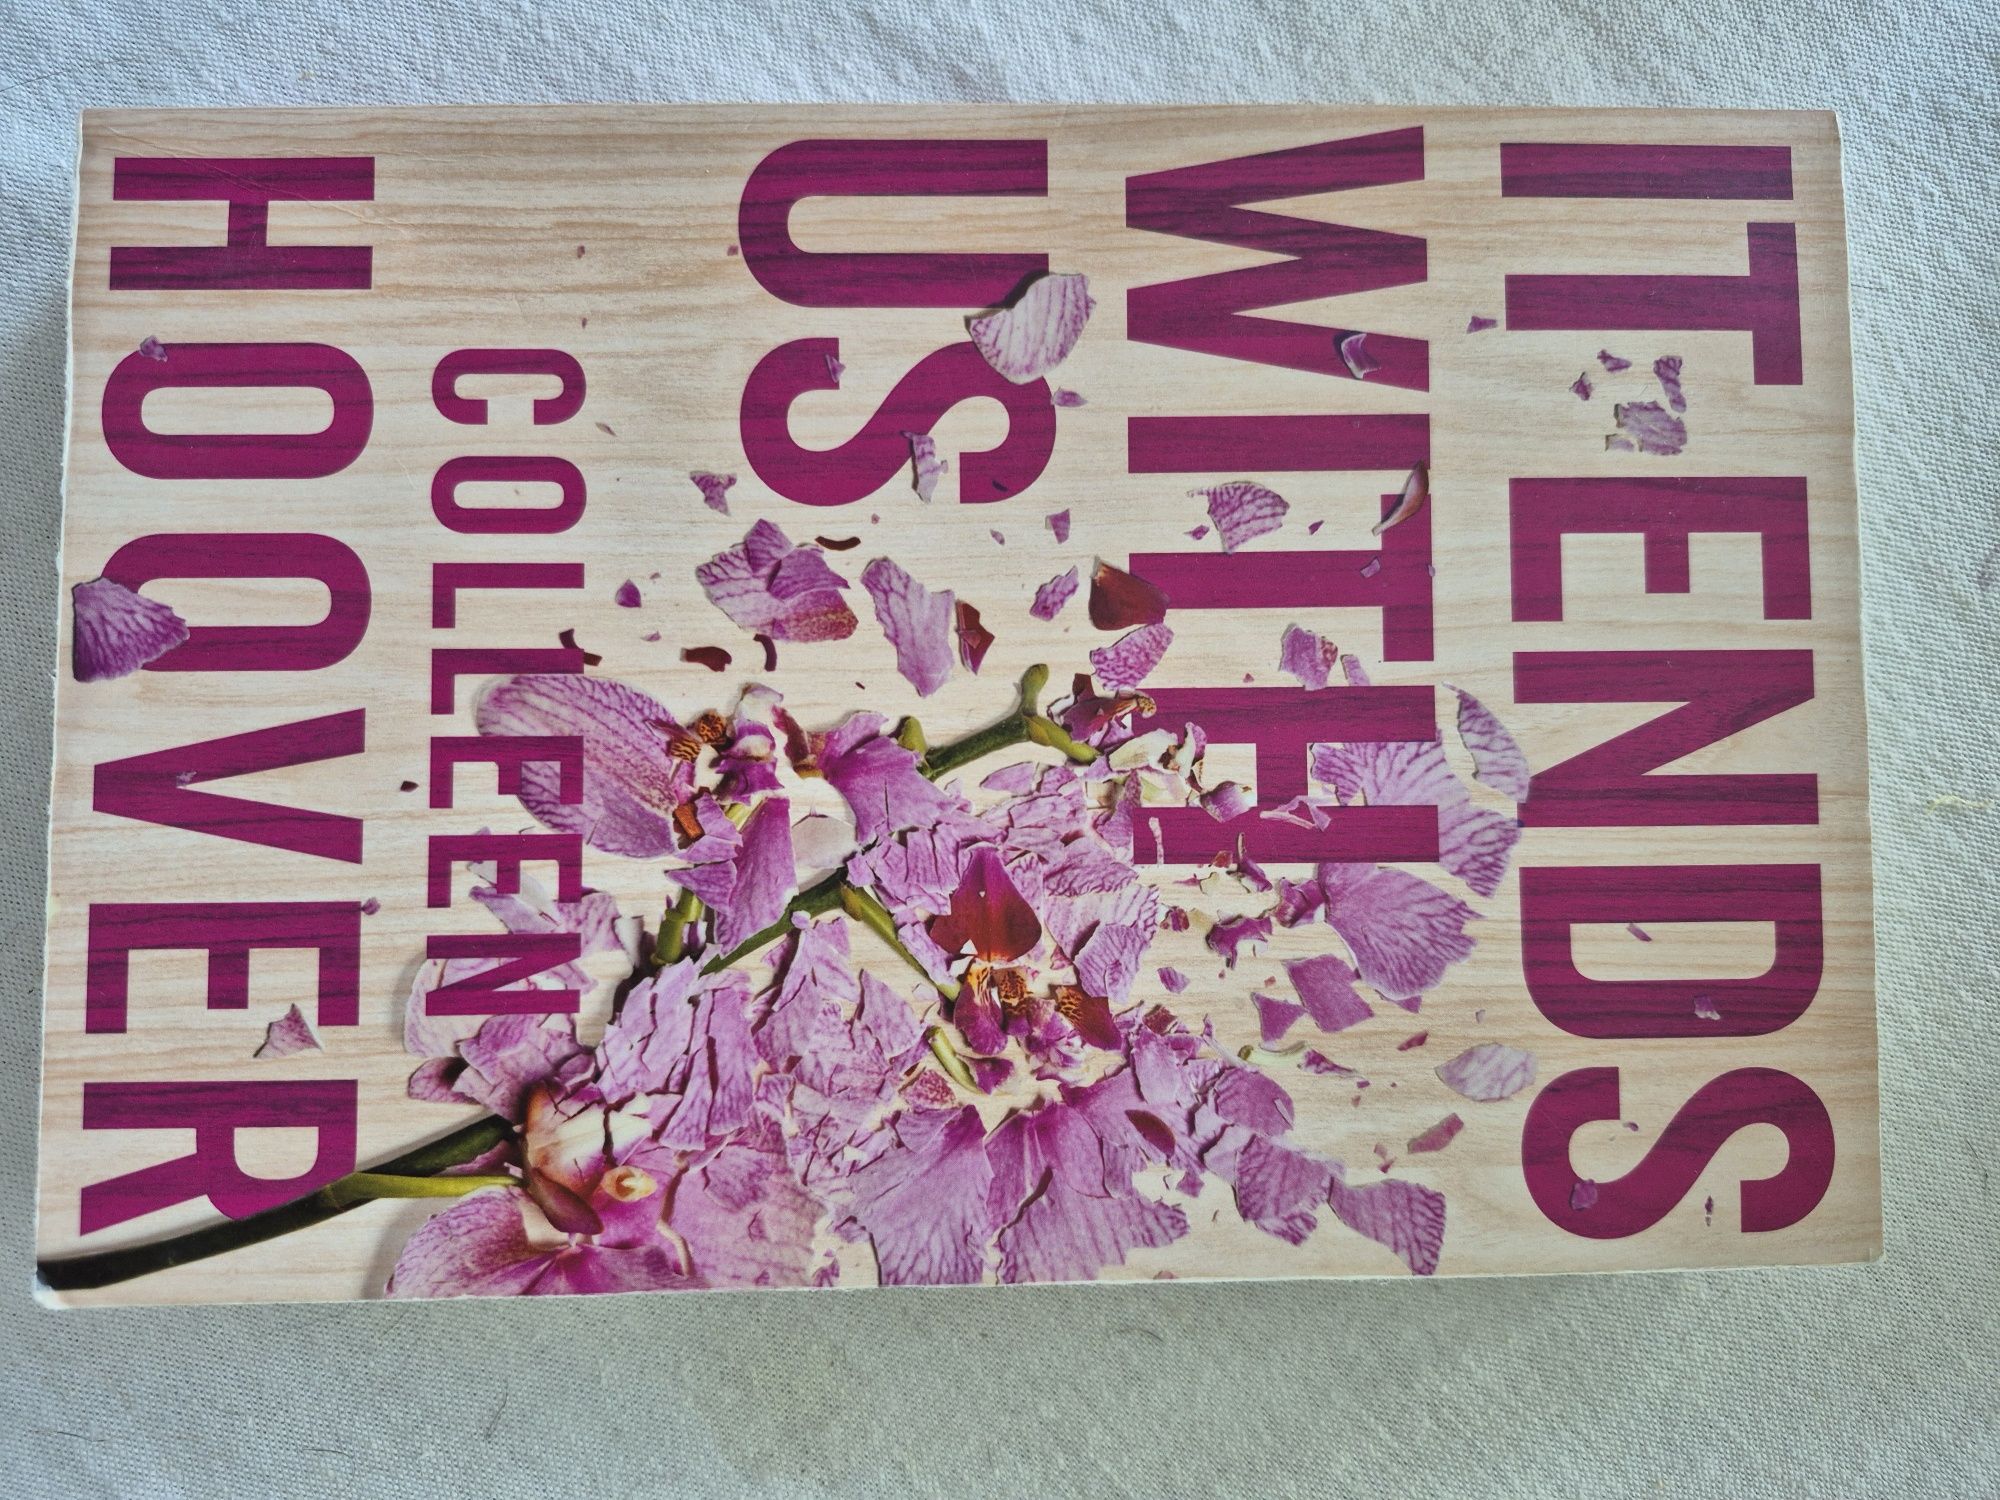 IT ENDS
WITH
US
COLLEEN
HOOVER